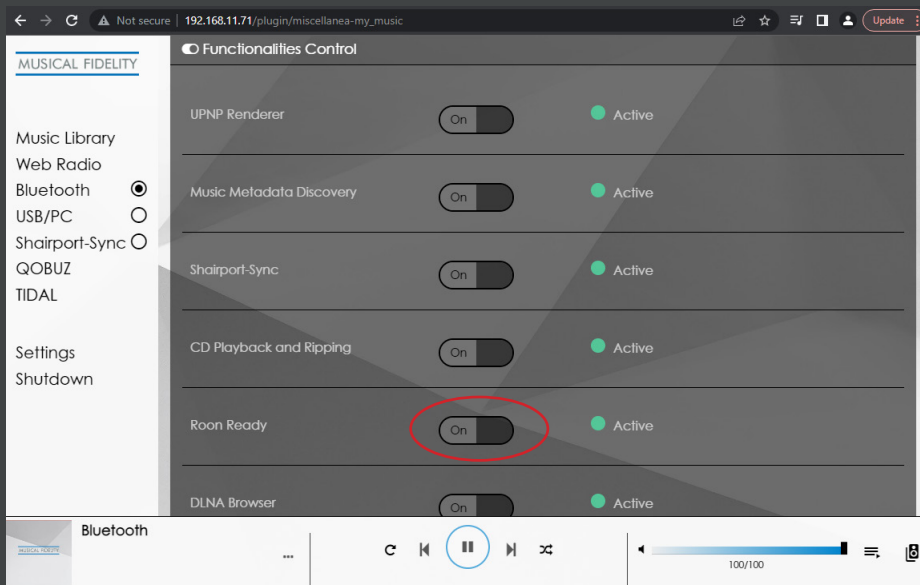 Not secure | 192.168.11.71/plugin/miscellanea-my_music
Update
MUSICAL FIDELITY
Functionalities Control
Music Library
Web Radio
Bluetooth
USB/PC
Shairport-Sync
QOBUZ
TIDAL
Settings
Shutdown
UPNP Renderer On Active
Music Metadata Discovery On Active
Shairport-Sync On Active
CD Playback and Ripping On Active
Roon Ready On Active
DLNA Browser On Active
MUSICAL FIDELITY
Bluetooth
...
100/100